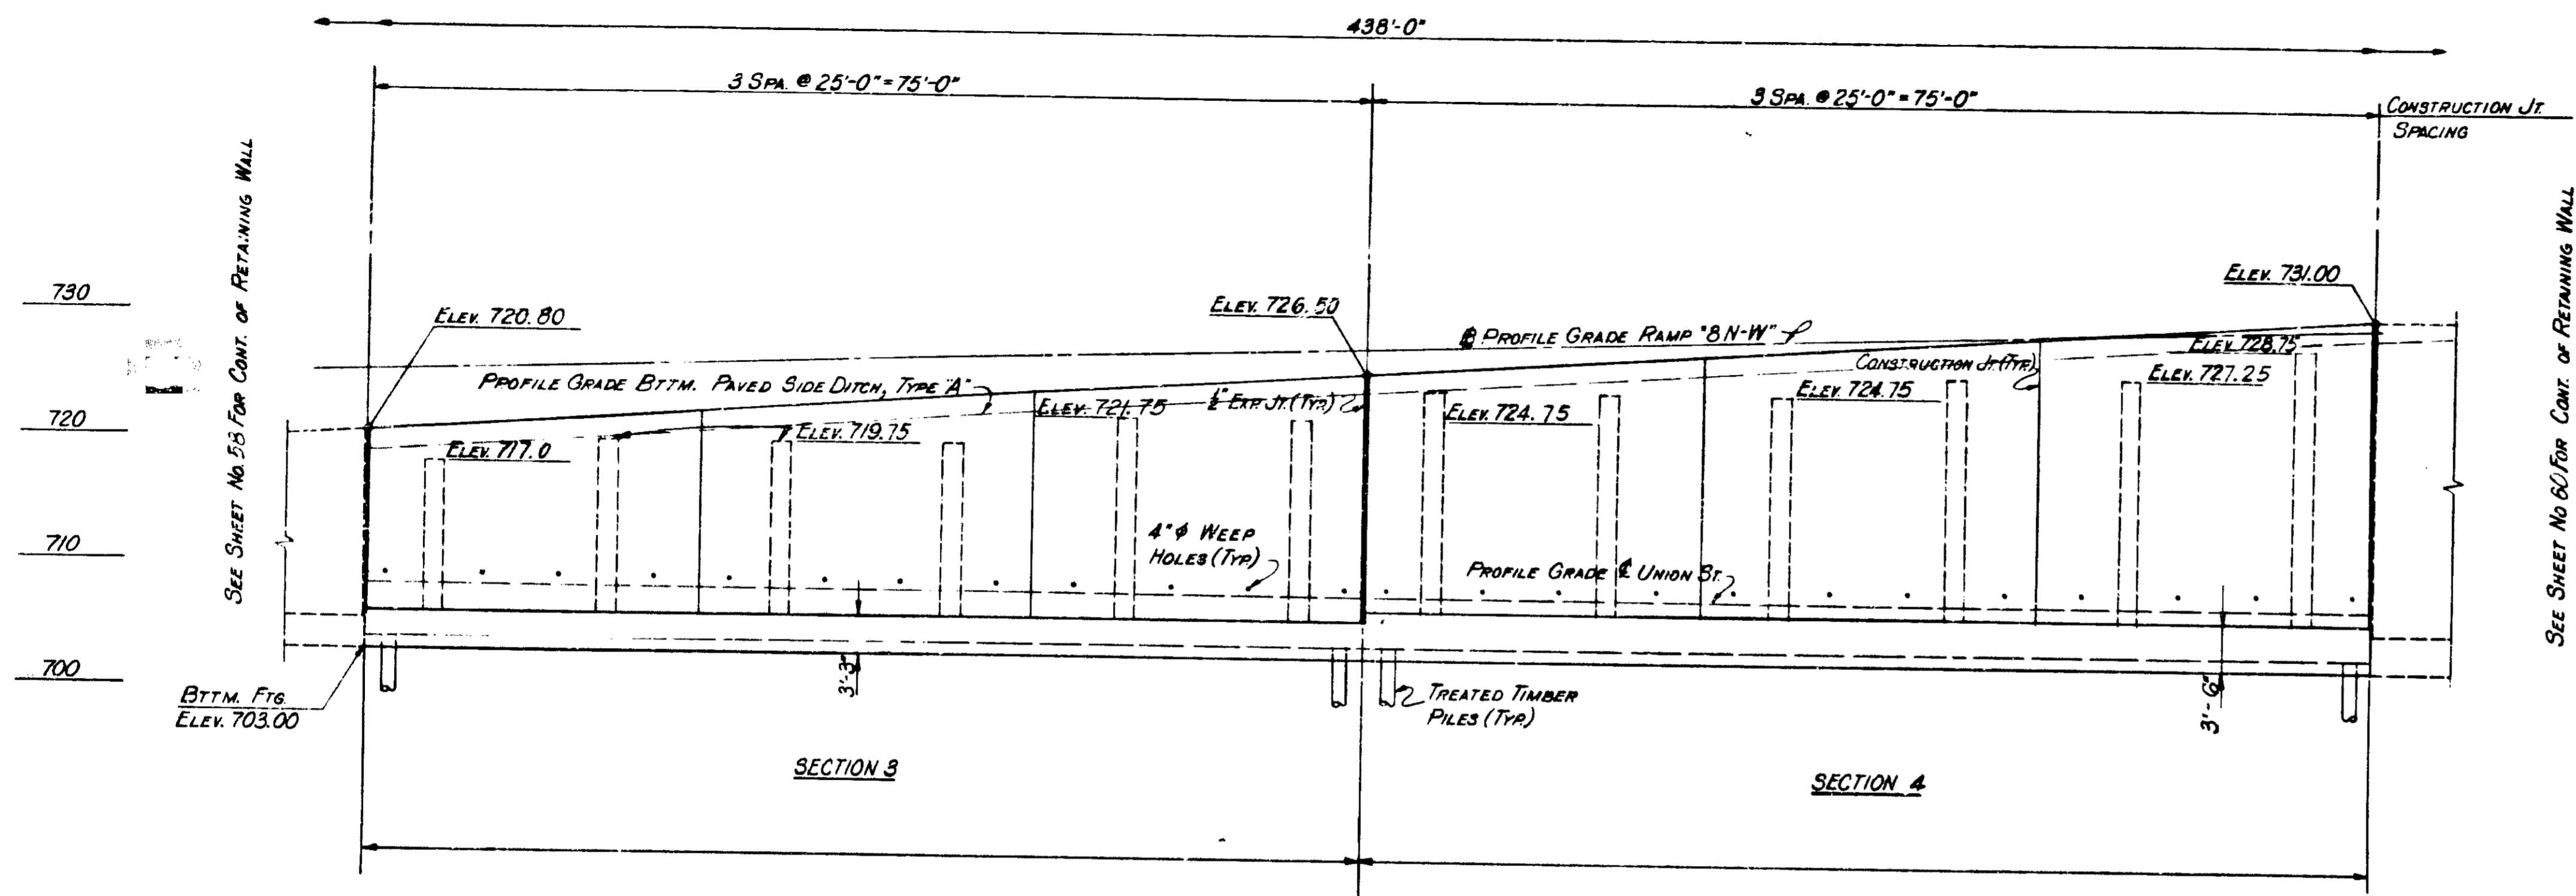 438'-0"
3 SPA. @ 25'-0" = 75'-0"
3 SPA. @ 25'-0" = 75'-0"
CONSTRUCTION JT.
SPACING
SEE SHEET NO. 58 FOR CONT. OF RETAINING WALL
SEE SHEET NO 60 FOR CONT. OF RETAINING WALL
730
720
710
700
ELEV. 720.80
ELEV. 726.50
ELEV. 731.00
PROFILE GRADE RAMP "8 N-W"
PROFILE GRADE BTTM. PAVED SIDE DITCH, TYPE "A"
CONSTRUCTION JT. (TYP.)
ELEV. 728.75
ELEV. 727.25
ELEV. 724.75
ELEV. 724.75
½" EXP. JT. (TYP.)
ELEV. 721.75
ELEV. 719.75
ELEV. 717.0
4" φ WEEP
HOLES (TYP.)
PROFILE GRADE ℄ UNION ST.
BTTM. FTG.
ELEV. 703.00
3'-3"
TREATED TIMBER
PILES (TYP.)
3'-6"
SECTION 3
SECTION 4